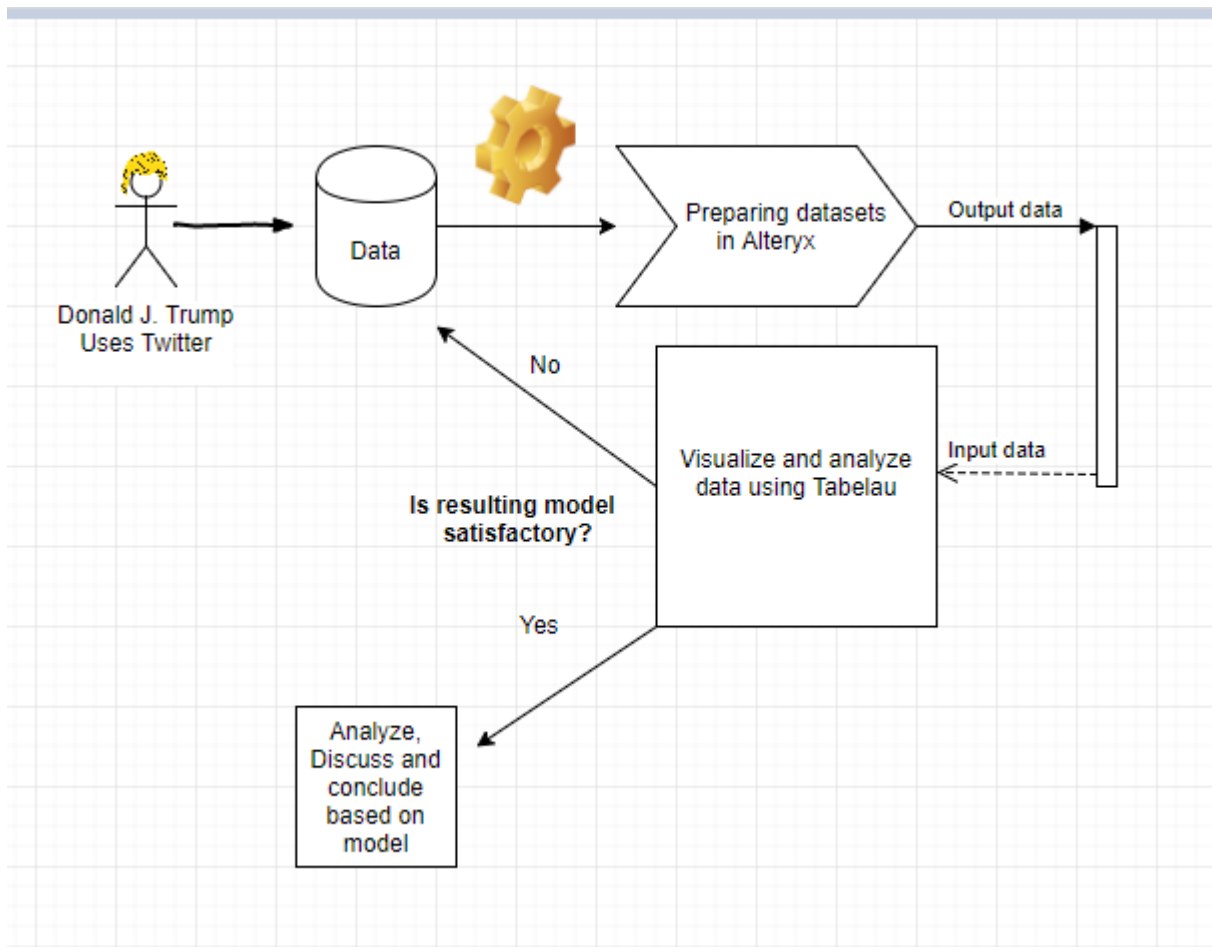 Donald J. Trump
Uses Twitter
Data
Preparing datasets
in Alteryx
Output data
No
Visualize and analyze
data using Tabelau
Input data
Is resulting model
satisfactory?
Yes
Analyze,
Discuss and
conclude
based on
model